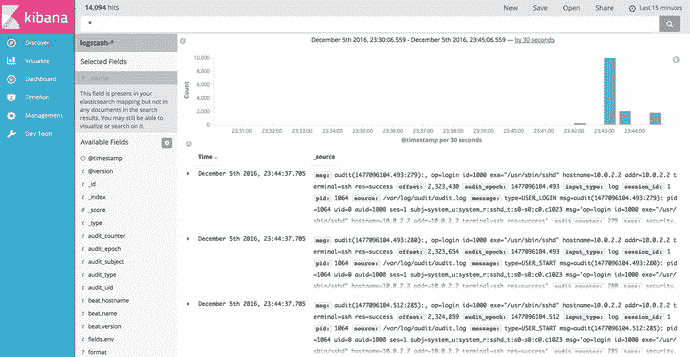 kibana
14,094 hits
New Save Open Share Last 15 minutes
*
Discover
Visualize
Dashboard
Timelion
Management
Dev Tools
logstash-*
Selected Fields
This field is present in your
elasticsearch mapping but not in
any documents in the search
results. You may still be able to
visualize or search on it.
Available Fields
@timestamp
t @version
t _id
t _index
# _score
t _type
t audit_counter
t audit_epoch
t audit_subject
t audit_type
t audit_uid
t beat.hostname
t beat.name
t beat.version
t fields.env
t format
December 5th 2016, 23:30:06.559 - December 5th 2016, 23:45:06.559 — by 30 seconds
Count
10,000
8,000
6,000
4,000
2,000
0
23:31:00 23:32:00 23:33:00 23:34:00 23:35:00 23:36:00 23:37:00 23:38:00 23:39:00 23:40:00 23:41:00 23:42:00 23:43:00 23:44:00
@timestamp per 30 seconds
Time _source
December 5th 2016, 23:44:37.705 msg: audit(1477096104.493:279):, op=login id=1000 exe="/usr/sbin/sshd" hostname=10.0.2.2 addr=10.0.2.2 t
erminal=ssh res=success offset: 2,323,430 audit_epoch: 1477096104.493 input_type: log session_id: 1
pid: 1064 source: /var/log/audit/audit.log message: type=USER_LOGIN msg=audit(1477096104.493:279): pid
=1064 uid=0 auid=1000 ses=1 subj=system_u:system_r:sshd_t:s0-s0:c0.c1023 msg='op=login id=1000 exe="/usr/
sbin/sshd" hostname=10.0.2.2 addr=10.0.2.2 terminal=ssh res=success' audit_counter: 279 tags: security,
December 5th 2016, 23:44:37.705 msg: audit(1477096104.493:280):, op=login id=1000 exe="/usr/sbin/sshd" hostname=10.0.2.2 addr=10.0.2.2 t
erminal=ssh res=success offset: 2,323,654 audit_epoch: 1477096104.493 input_type: log session_id: 1
pid: 1064 source: /var/log/audit/audit.log message: type=USER_START msg=audit(1477096104.493:280): pid
=1064 uid=0 auid=1000 ses=1 subj=system_u:system_r:sshd_t:s0-s0:c0.c1023 msg='op=login id=1000 exe="/usr/
December 5th 2016, 23:44:37.705 msg: audit(1477096104.512:285):, op=login id=1000 exe="/usr/sbin/sshd" hostname=10.0.2.2 addr=10.0.2.2 t
erminal=ssh res=success offset: 2,324,859 audit_epoch: 1477096104.512 input_type: log session_id: 1
pid: 1064 source: /var/log/audit/audit.log message: type=USER_START msg=audit(1477096104.512:285): pid
=1064 uid=0 auid=1000 ses=1 subj=system_u:system_r:sshd_t:s0-s0:c0.c1023 msg='op=login id=1000 exe="/usr/